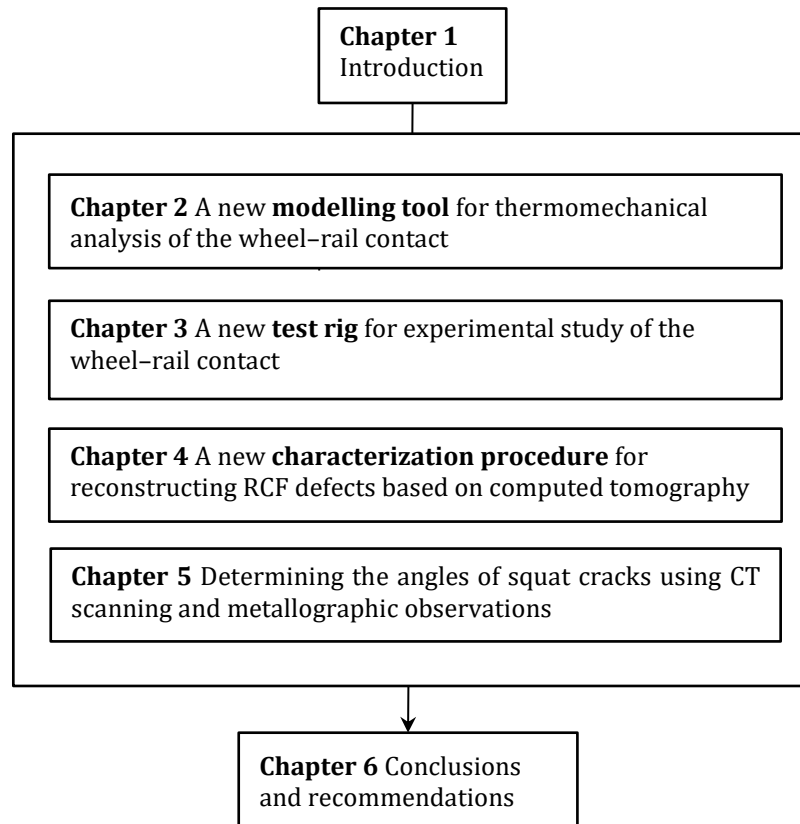 Chapter 1
Introduction
Chapter 2 A new modelling tool for thermomechanical
analysis of the wheel–rail contact
Chapter 3 A new test rig for experimental study of the
wheel–rail contact
Chapter 4 A new characterization procedure for
reconstructing RCF defects based on computed tomography
Chapter 5 Determining the angles of squat cracks using CT
scanning and metallographic observations
Chapter 6 Conclusions
and recommendations